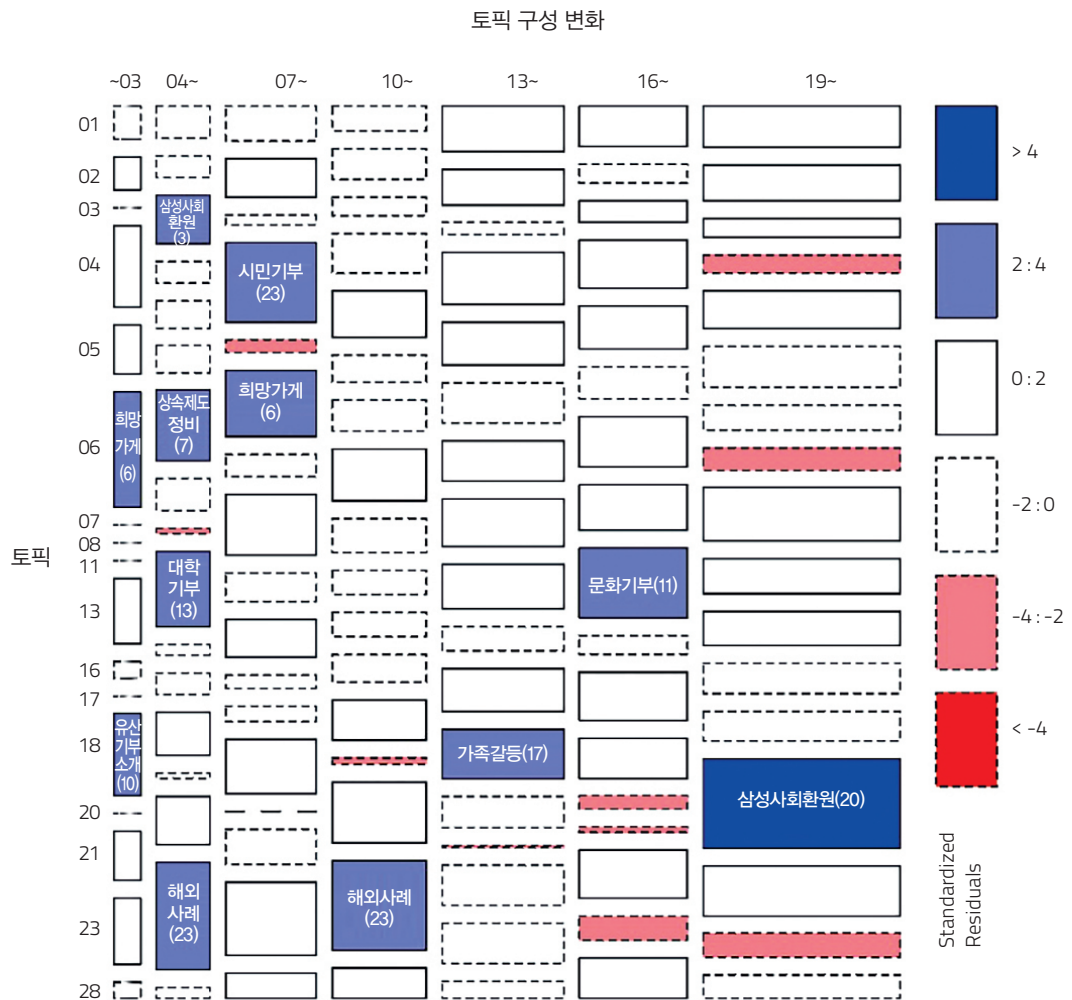 토픽 구성 변화
~03 04~ 07~ 10~ 13~ 16~ 19~
01
02
03
04
05
06
07
08
11
13
16
17
18
20
21
23
28
토픽
희망
가게
(6)
유산
기부
소개
(10)
삼성사회
환원
(3)
상속제도
정비
(7)
대학
기부
(13)
해외
사례
(23)
시민기부
(23)
희망가게
(6)
해외사례
(23)
가족갈등(17)
문화기부(11)
삼성사회환원(20)
> 4
2 : 4
0 : 2
-2 : 0
-4 : -2
< -4
Standardized
Residuals